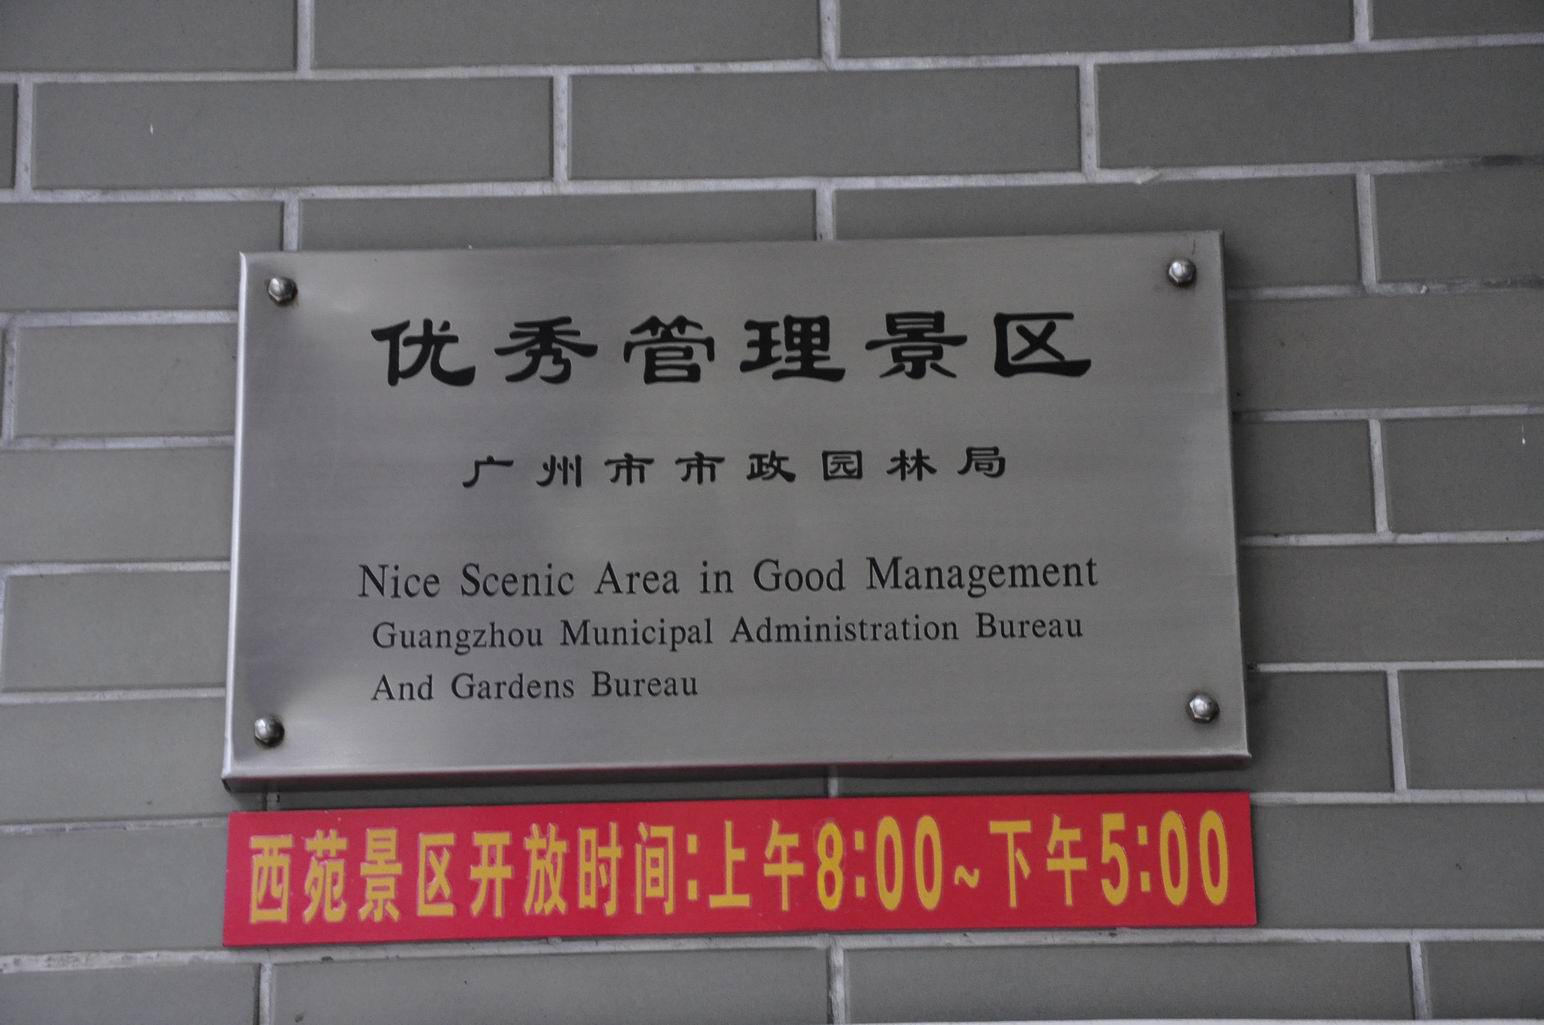 优秀管理景区
广州市市政园林局
Nice Scenic Area in Good Management
Guangzhou Municipal Administration Bureau
And Gardens Bureau
西苑景区开放时间:上午8:00~下午5:00